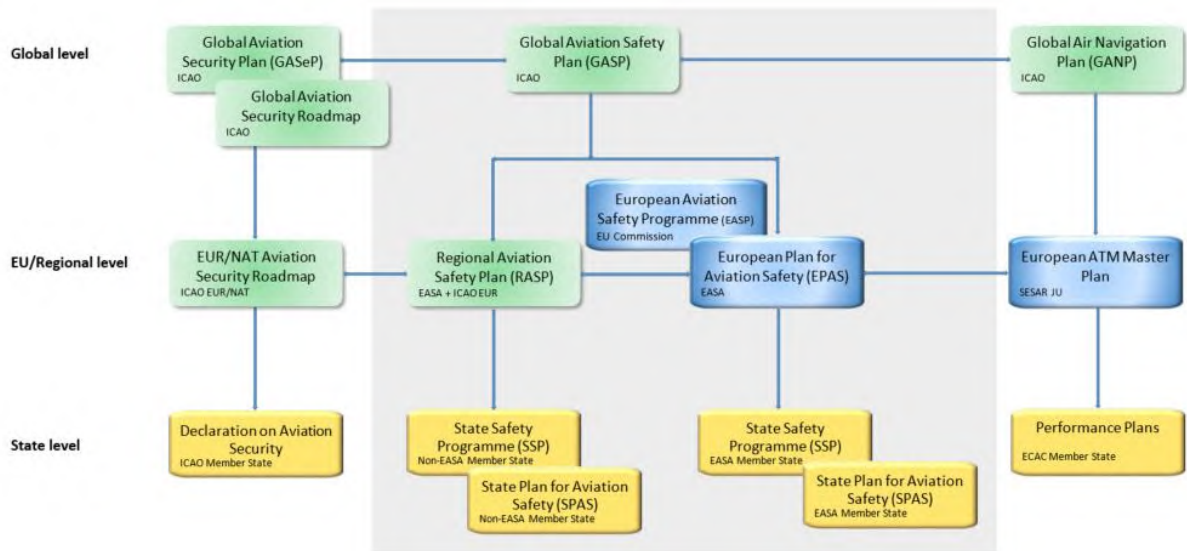 Global level
Global Aviation
Security Plan (GASeP)
ICAO
Global Aviation
Security Roadmap
ICAO
Global Aviation Safety
Plan (GASP)
ICAO
Global Air Navigation
Plan (GANP)
ICAO
European Aviation
Safety Programme (EASP)
EU Commission
EU/Regional level
EUR/NAT Aviation
Security Roadmap
ICAO EUR/NAT
Regional Aviation
Safety Plan (RASP)
EASA + ICAO EUR
European Plan for
Aviation Safety (EPAS)
EASA
European ATM Master
Plan
SESAR JU
State level
Declaration on Aviation
Security
ICAO Member State
State Safety
Programme (SSP)
Non-EASA Member State
State Plan for Aviation
Safety (SPAS)
Non-EASA Member State
State Safety
Programme (SSP)
EASA Member State
State Plan for Aviation
Safety (SPAS)
EASA Member State
Performance Plans
ECAC Member State